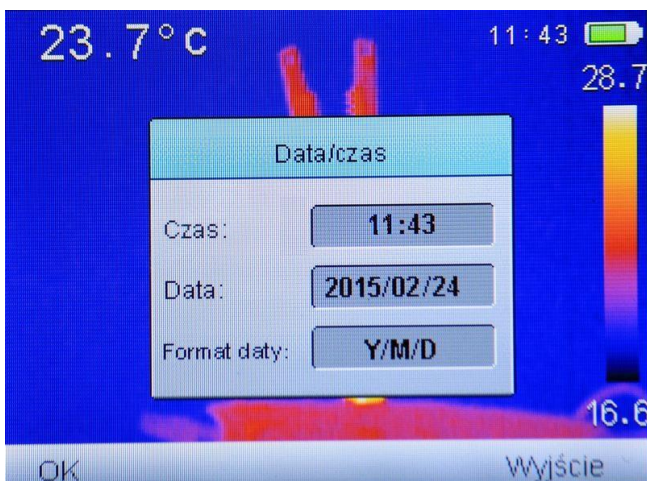 23.7°C
11:43
28.7
Data/czas
Czas: 11:43
Data: 2015/02/24
Format daty: Y/M/D
16.6
OK Wyjście